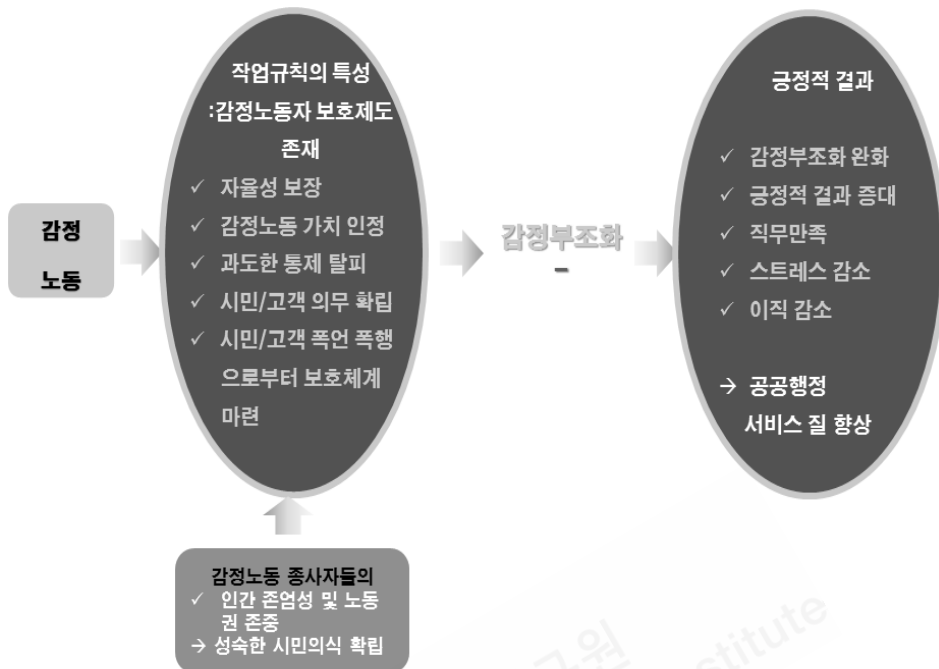 감정
노동
작업규칙의 특성
:감정노동자 보호제도
존재
✓ 자율성 보장
✓ 감정노동 가치 인정
✓ 과도한 통제 탈피
✓ 시민/고객 의무 확립
✓ 시민/고객 폭언 폭행
으로부터 보호체계
마련
감정부조화
–
긍정적 결과
✓ 감정부조화 완화
✓ 긍정적 결과 증대
✓ 직무만족
✓ 스트레스 감소
✓ 이직 감소
→ 공공행정
서비스 질 향상
감정노동 종사자들의
✓ 인간 존엄성 및 노동
권 존중
→ 성숙한 시민의식 확립
구원
stitute